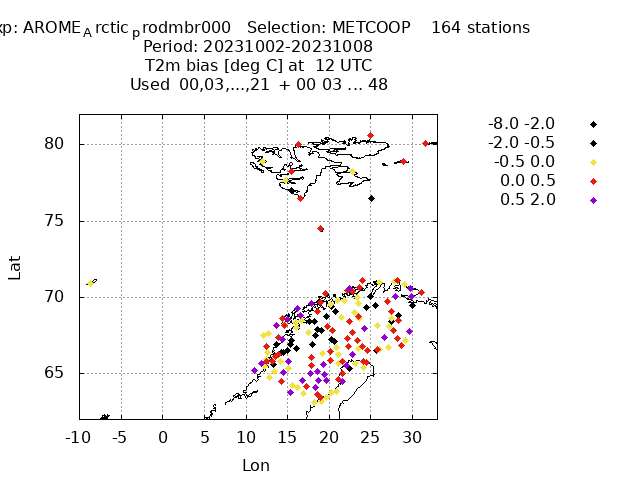 xp: AROME_Arctic_prodmbr000 Selection: METCOOP 164 stations
Period: 20231002-20231008
T2m bias [deg C] at 12 UTC
Used 00,03,...,21 + 00 03 ... 48
-8.0 -2.0
-2.0 -0.5
-0.5 0.0
0.0 0.5
0.5 2.0
80
75
70
65
Lat
-10 -5 0 5 10 15 20 25 30
Lon